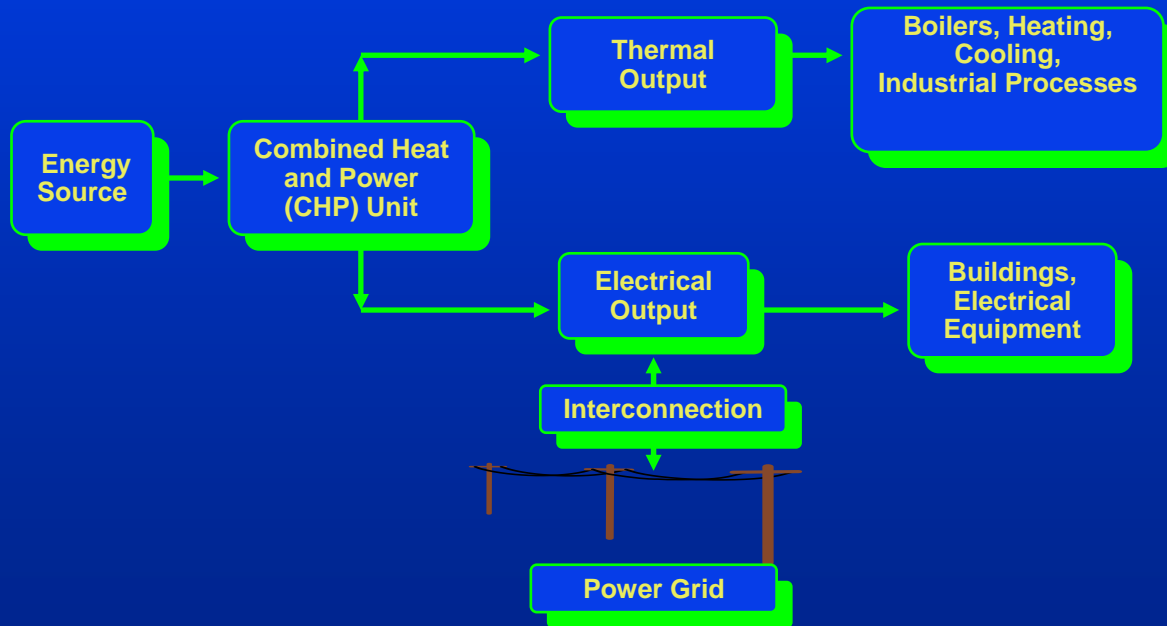 Thermal
Output
Boilers, Heating,
Cooling,
Industrial Processes
Energy
Source
Combined Heat
and Power
(CHP) Unit
Electrical
Output
Buildings,
Electrical
Equipment
Interconnection
Power Grid